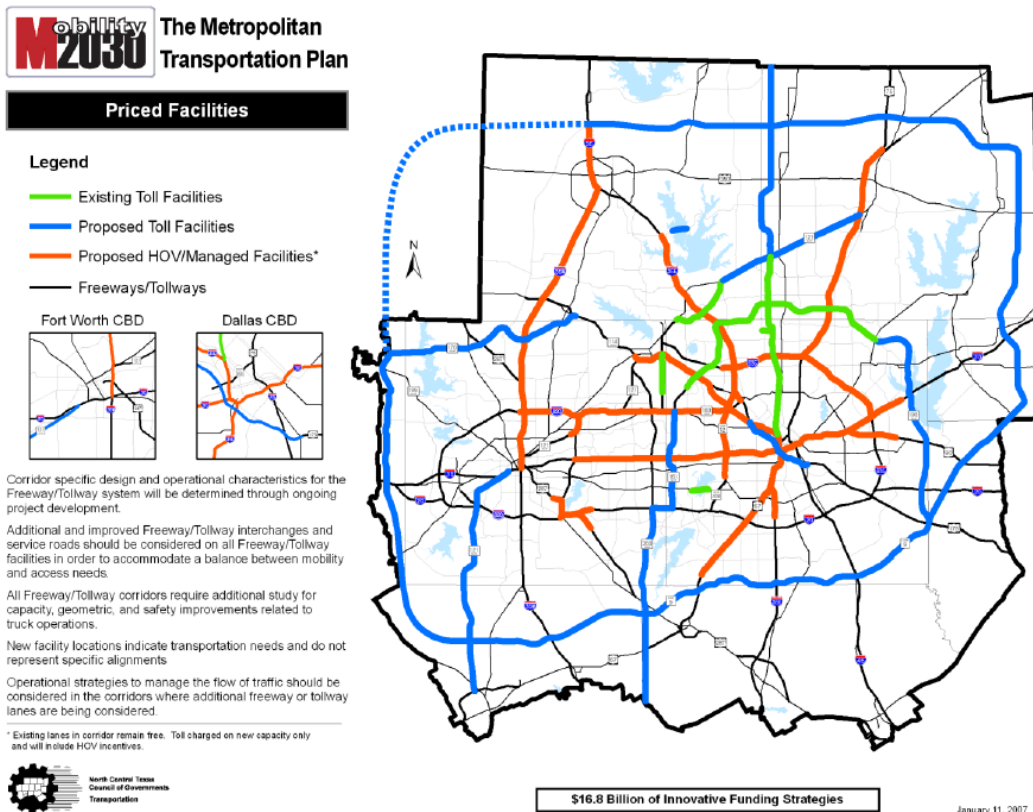 Mobility
2030
The Metropolitan
Transportation Plan
Priced Facilities
Legend
Existing Toll Facilities
Proposed Toll Facilities
Proposed HOV/Managed Facilities*
Freeways/Tollways
Fort Worth CBD
Dallas CBD
N
Corridor specific design and operational characteristics for the
Freeway/Tollway system will be determined through ongoing
project development.
Additional and improved Freeway/Tollway interchanges and
service roads should be considered on all Freeway/Tollway
facilities in order to accommodate a balance between mobility
and access needs.
All Freeway/Tollway corridors require additional study for
capacity, geometric, and safety improvements related to
truck operations.
New facility locations indicate transportation needs and do not
represent specific alignments
Operational strategies to manage the flow of traffic should be
considered in the corridors where additional freeway or tollway
lanes are being considered.
* Existing lanes in corridor remain free. Toll charged on new capacity only
and will include HOV incentives.
North Central Texas
Council of Governments
Transportation
$16.8 Billion of Innovative Funding Strategies
January 11, 2007